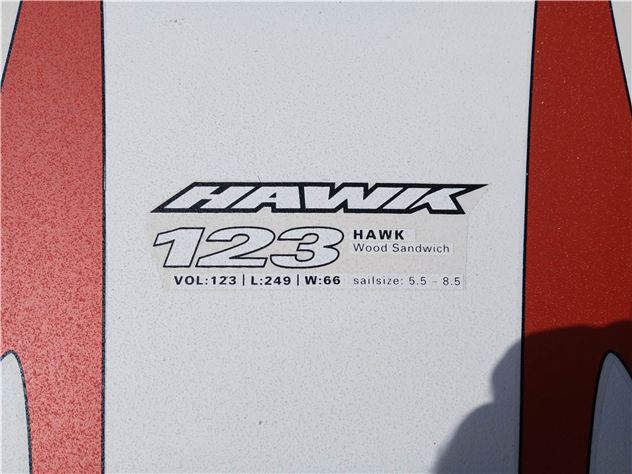 HAWK
123 HAWK
Wood Sandwich
VOL:123 | L:249 | W:66 sailsize: 5.5 - 8.5